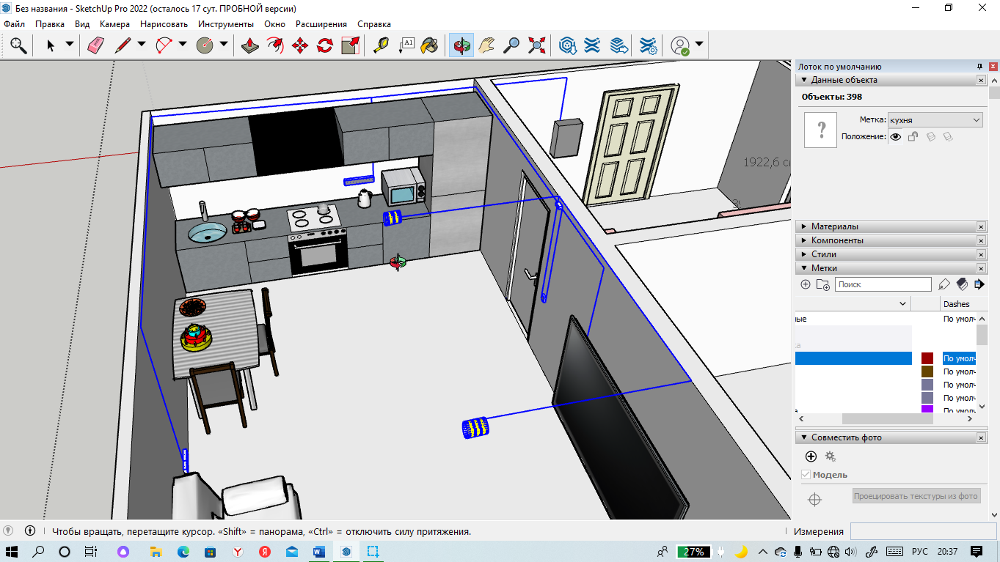 Без названия - SketchUp Pro 2022 (осталось 17 сут. ПРОБНОЙ версии)
Файл Правка Вид Камера Нарисовать Инструменты Окно Расширения Справка
A1
Лоток по умолчанию
Данные объекта
Объекты: 398
?
Метка: кухня
Положение:
1922,6
Материалы
Компоненты
Стили
Метки
Поиск
Dashes
ые По умолч
ка
По умолч
По умолч
По умолч
По умолч
а По умолч
Совместить фото
Модель
Проецировать текстуры из фото
Чтобы вращать, перетащите курсор. «Shift» = панорама, «Ctrl» = отключить силу притяжения.
Измерения
27%
РУС 20:37